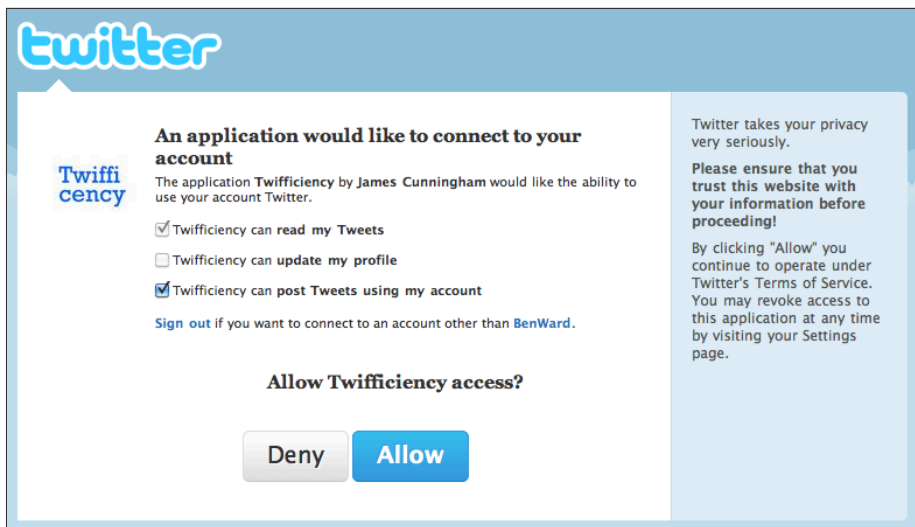 twitter
An application would like to connect to your
account
Twiffi
cency
The application Twifficiency by James Cunningham would like the ability to
use your account Twitter.
Twifficiency can read my Tweets
Twifficiency can update my profile
Twifficiency can post Tweets using my account
Sign out if you want to connect to an account other than BenWard.
Allow Twifficiency access?
Deny
Allow
Twitter takes your privacy
very seriously.
Please ensure that you
trust this website with
your information before
proceeding!
By clicking "Allow" you
continue to operate under
Twitter's Terms of Service.
You may revoke access to
this application at any time
by visiting your Settings
page.